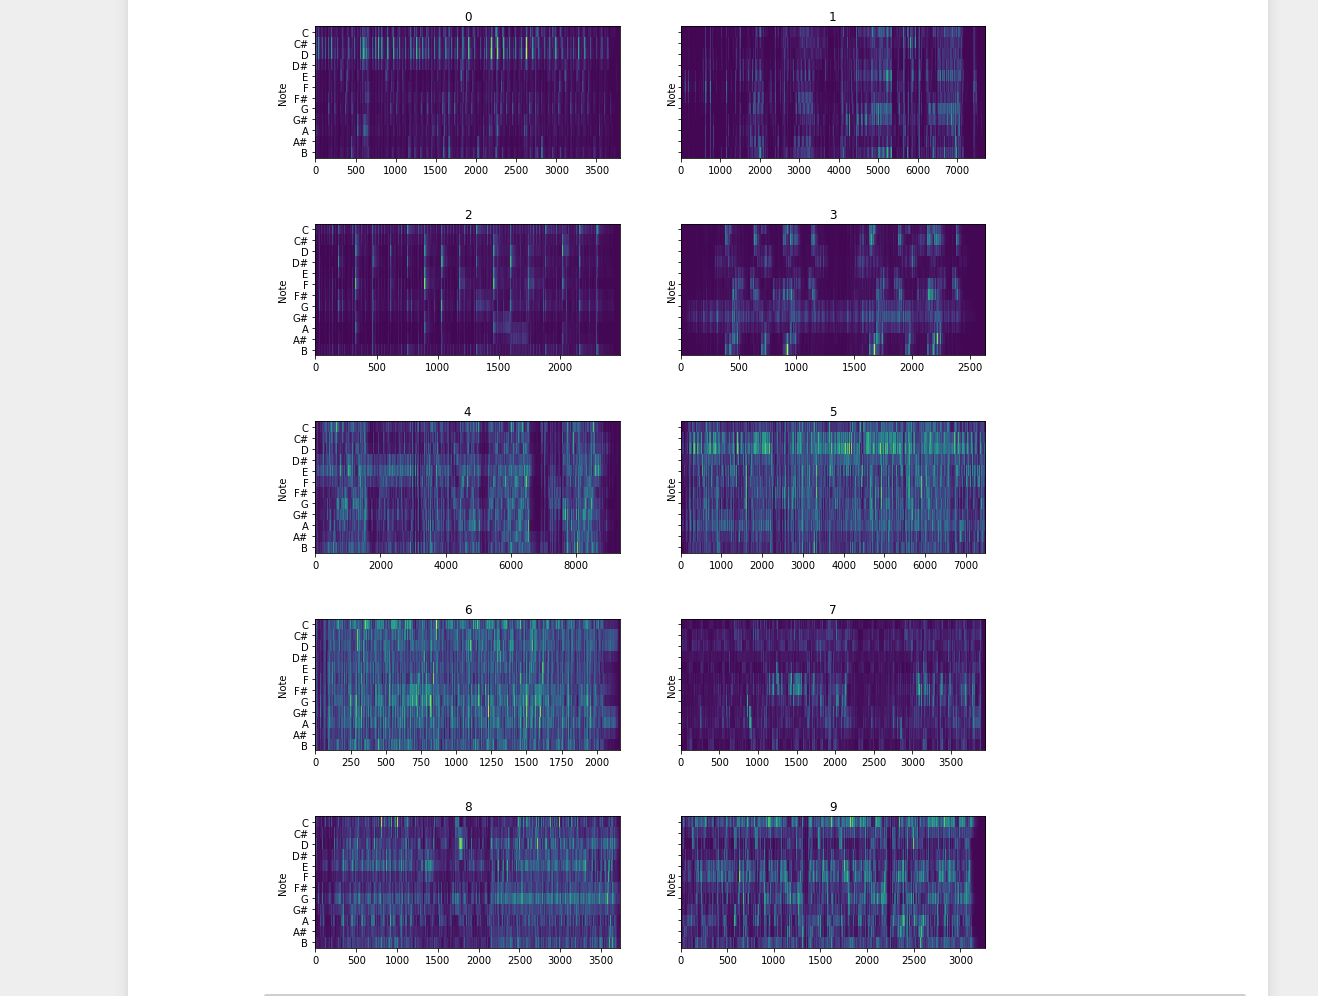 0
1
C
C#
D
D#
E
F
F#
G
G#
A
A#
B
Note
Note
0 500 1000 1500 2000 2500 3000 3500
0 1000 2000 3000 4000 5000 6000 7000
2
3
C
C#
D
D#
E
F
F#
G
G#
A
A#
B
Note
Note
0 500 1000 1500 2000
0 500 1000 1500 2000 2500
4
5
C
C#
D
D#
E
F
F#
G
G#
A
A#
B
Note
Note
0 2000 4000 6000 8000
0 1000 2000 3000 4000 5000 6000 7000
6
7
C
C#
D
D#
E
F
F#
G
G#
A
A#
B
Note
Note
0 250 500 750 1000 1250 1500 1750 2000
0 500 1000 1500 2000 2500 3000 3500
8
9
C
C#
D
D#
E
F
F#
G
G#
A
A#
B
Note
Note
0 500 1000 1500 2000 2500 3000 3500
0 500 1000 1500 2000 2500 3000